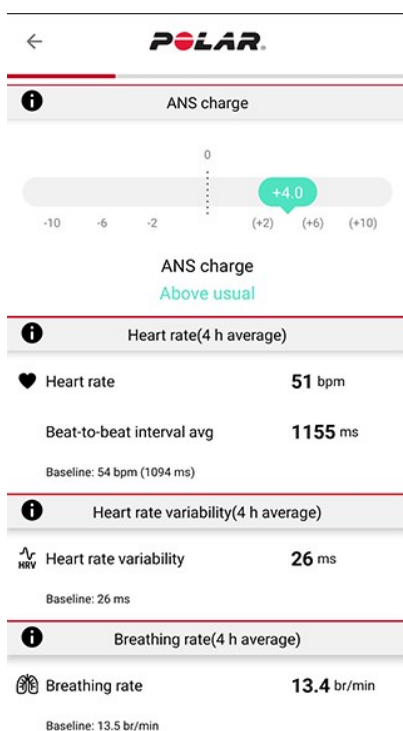 POLAR.
ANS charge
0
+4.0
-10 -6 -2 (+2) (+6) (+10)
ANS charge
Above usual
Heart rate(4 h average)
Heart rate 51 bpm
Beat-to-beat interval avg 1155 ms
Baseline: 54 bpm (1094 ms)
Heart rate variability(4 h average)
HRV Heart rate variability 26 ms
Baseline: 26 ms
Breathing rate(4 h average)
Breathing rate 13.4 br/min
Baseline: 13.5 br/min